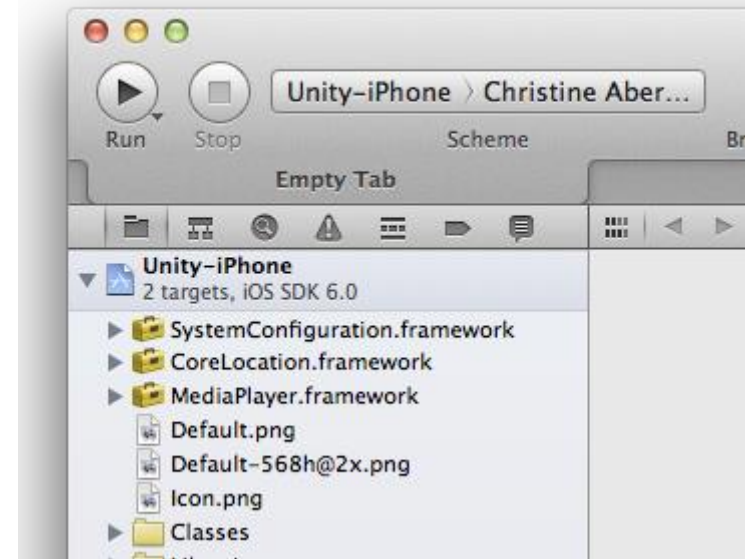 Unity-iPhone 〉 Christine Aber...
Run Stop Scheme
Empty Tab
Unity-iPhone
2 targets, iOS SDK 6.0
SystemConfiguration.framework
CoreLocation.framework
MediaPlayer.framework
Default.png
Default-568h@2x.png
Icon.png
Classes